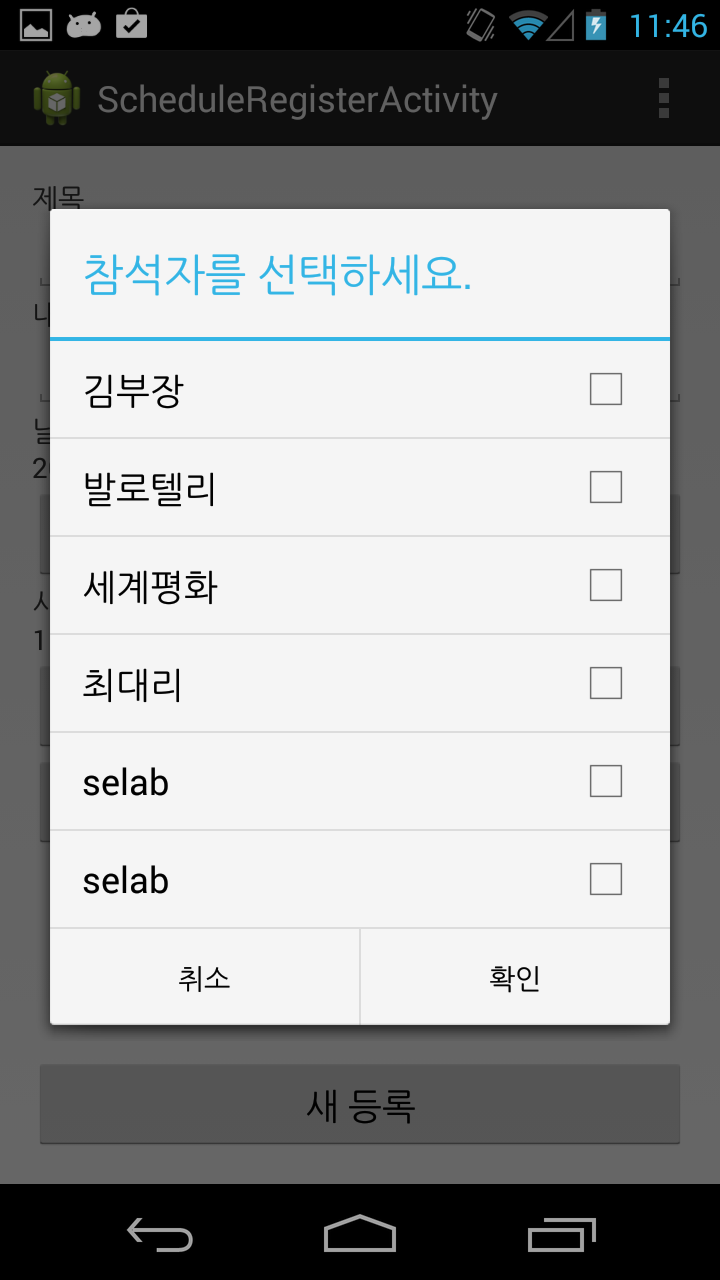 11:46
ScheduleRegisterActivity
제목
참석자를 선택하세요.
김부장
발로텔리
세계평화
최대리
selab
selab
취소
확인
새 등록